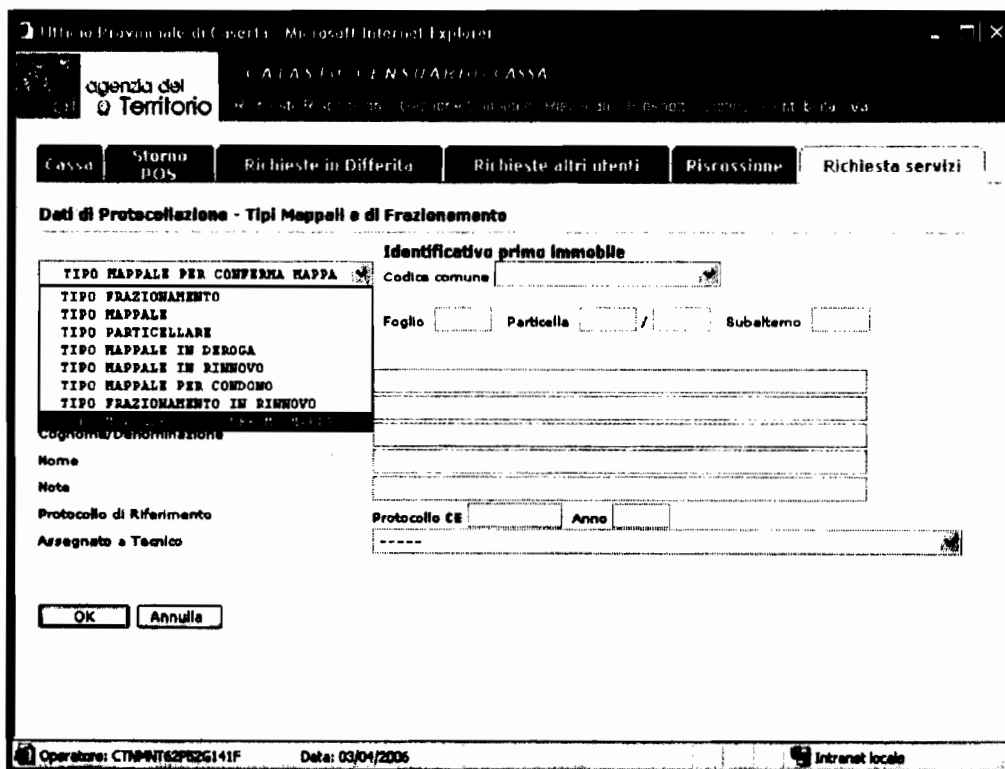 Ufficio Provinciale di Caserta - Microsoft Internet Explorer
agenzia del
Territorio
CATASTO CENSUARIO CASSA
Cassa
Storno
POS
Richieste in Differita
Richieste altri utenti
Riscossione
Richiesta servizi
Dati di Protocollazione - Tipi Mappali e di Frazionamento
Identificativo primo immobile
TIPO MAPPALE PER CONFERMA MAPPA
Codice comune
TIPO FRAZIONAMENTO
TIPO MAPPALE
Foglio Particella / Subalterno
TIPO PARTICELLARE
TIPO MAPPALE IN DEROGA
TIPO MAPPALE IN RINNOVO
TIPO MAPPALE PER CONDONO
TIPO FRAZIONAMENTO IN RINNOVO
Cognome/Denominazione
Nome
Note
Protocollo di Riferimento Protocollo CE Anno
Assegnato a Tecnico -----
OK Annulla
Operatore: Data: 03/04/2006 Intranet locale